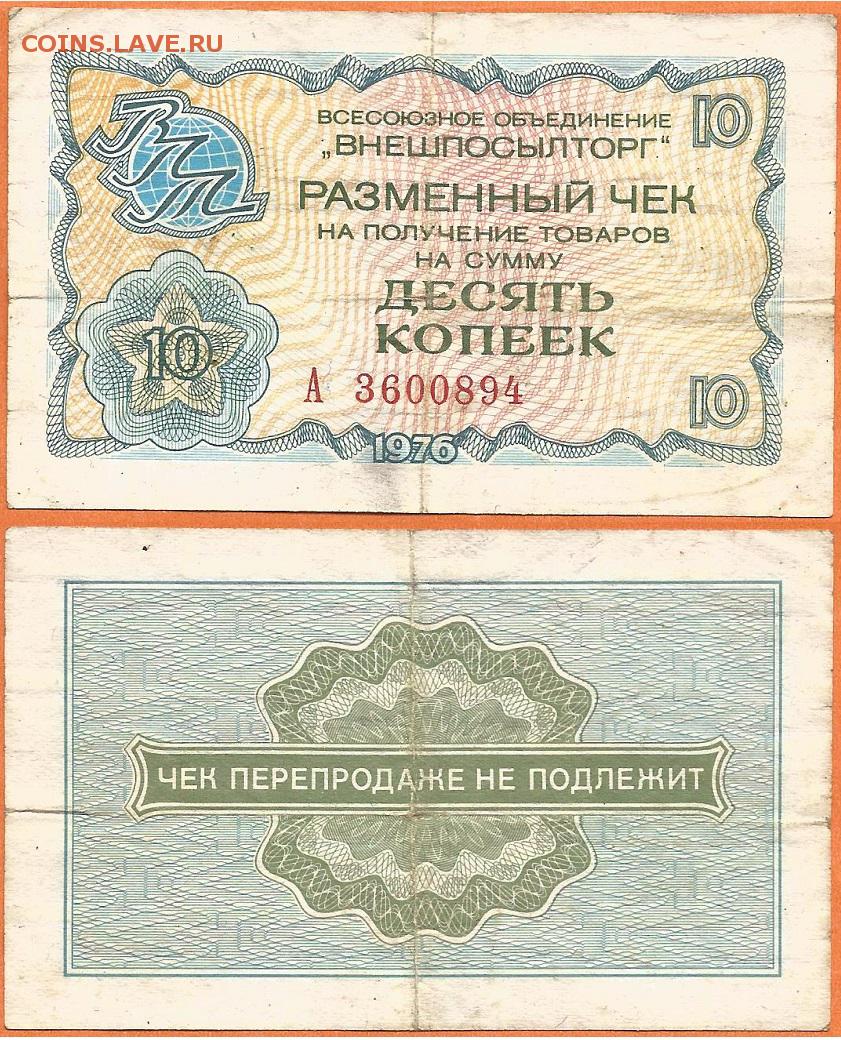 COINS.LAVE.RU
ВПТ
ВСЕСОЮЗНОЕ ОБЪЕДИНЕНИЕ
„ВНЕШПОСЫЛТОРГ“
10
РАЗМЕННЫЙ ЧЕК
НА ПОЛУЧЕНИЕ ТОВАРОВ
НА СУММУ
ДЕСЯТЬ
КОПЕЕК
10
А 3600894
10
1976
ЧЕК ПЕРЕПРОДАЖЕ НЕ ПОДЛЕЖИТ